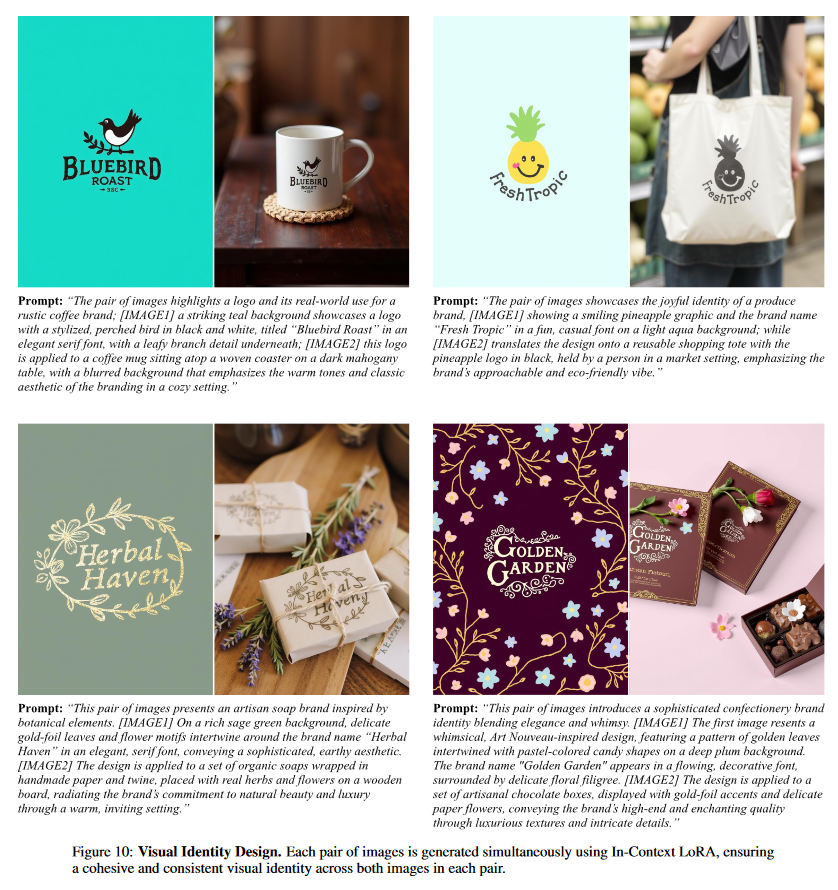 BLUEBIRD
ROAST
BLUEBIRD
ROAST
FreshTropic
FreshTropic
Prompt: “The pair of images highlights a logo and its real-world use for a
rustic coffee brand; [IMAGE1] a striking teal background showcases a logo
with a stylized, perched bird in black and white, titled “Bluebird Roast” in an
elegant serif font, with a leafy branch detail underneath; [IMAGE2] this logo
is applied to a coffee mug sitting atop a woven coaster on a dark mahogany
table, with a blurred background that emphasizes the warm tones and classic
aesthetic of the branding in a cozy setting.”
Prompt: “The pair of images showcases the joyful identity of a produce
brand, [IMAGE1] showing a smiling pineapple graphic and the brand name
“Fresh Tropic” in a fun, casual font on a light aqua background; while
[IMAGE2] translates the design onto a reusable shopping tote with the
pineapple logo in black, held by a person in a market setting, emphasizing the
brand’s approachable and eco-friendly vibe.”
Herbal
Haven
Herbal
Haven
GOLDEN
GARDEN
GOLDEN
GARDEN
Prompt: “This pair of images presents an artisan soap brand inspired by
botanical elements. [IMAGE1] On a rich sage green background, delicate
gold-foil leaves and flower motifs intertwine around the brand name “Herbal
Haven” in an elegant, serif font, conveying a sophisticated, earthy aesthetic.
[IMAGE2] The design is applied to a set of organic soaps wrapped in
handmade paper and twine, placed with real herbs and flowers on a wooden
board, radiating the brand’s commitment to natural beauty and luxury
through a warm, inviting setting.”
Prompt: “This pair of images introduces a sophisticated confectionery brand
identity blending elegance and whimsy. [IMAGE1] The first image resents a
whimsical, Art Nouveau-inspired design, featuring a pattern of golden leaves
intertwined with pastel-colored candy shapes on a deep plum background.
The brand name "Golden Garden" appears in a flowing, decorative font,
surrounded by delicate floral filigree. [IMAGE2] The design is applied to a
set of artisanal chocolate boxes, displayed with gold-foil accents and delicate
paper flowers, conveying the brand’s high-end and enchanting quality
through luxurious textures and intricate details.”
Figure 10: Visual Identity Design. Each pair of images is generated simultaneously using In-Context LoRA, ensuring
a cohesive and consistent visual identity across both images in each pair.